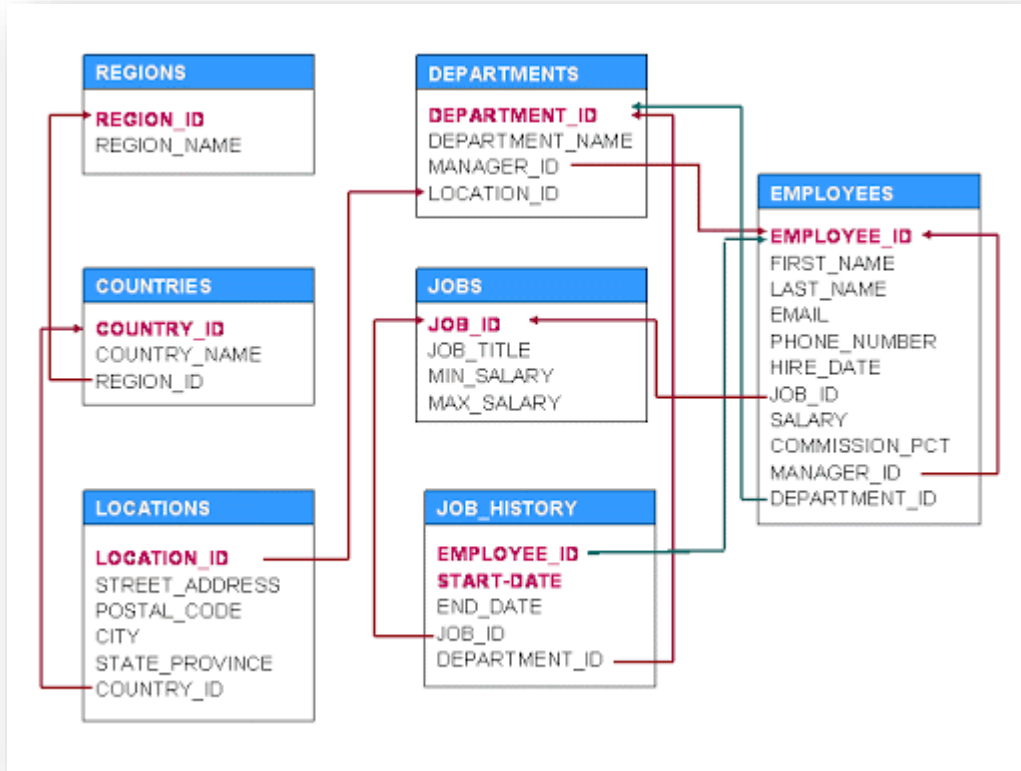 REGIONS
REGION_ID
REGION_NAME
DEPARTMENTS
DEPARTMENT_ID
DEPARTMENT_NAME
MANAGER_ID
LOCATION_ID
EMPLOYEES
EMPLOYEE_ID
FIRST_NAME
LAST_NAME
EMAIL
PHONE_NUMBER
HIRE_DATE
JOB_ID
SALARY
COMMISSION_PCT
MANAGER_ID
DEPARTMENT_ID
COUNTRIES
COUNTRY_ID
COUNTRY_NAME
REGION_ID
JOBS
JOB_ID
JOB_TITLE
MIN_SALARY
MAX_SALARY
LOCATIONS
LOCATION_ID
STREET_ADDRESS
POSTAL_CODE
CITY
STATE_PROVINCE
COUNTRY_ID
JOB_HISTORY
EMPLOYEE_ID
START-DATE
END_DATE
JOB_ID
DEPARTMENT_ID